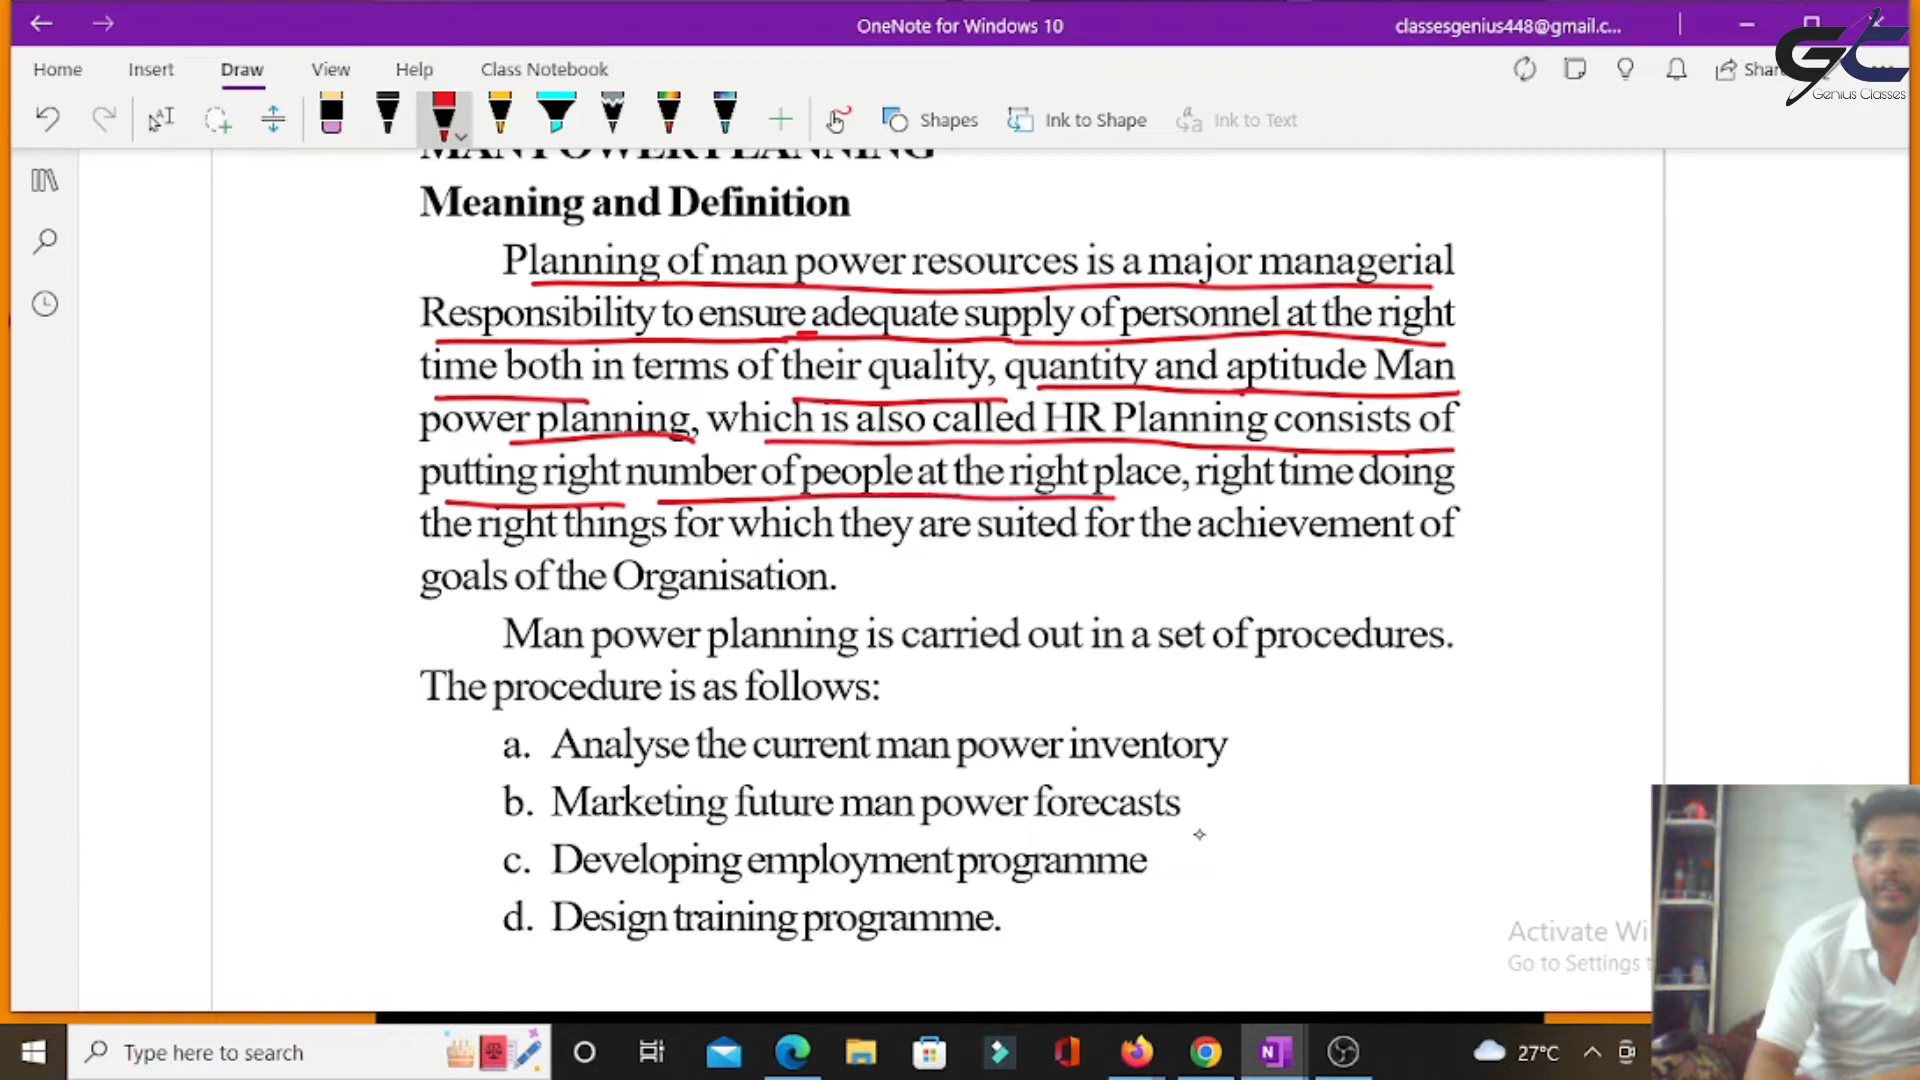 OneNote for Windows 10
classesgenius448@gmail.c...
Home Insert Draw View Help Class Notebook
Genius Classes
Shapes Ink to Shape Ink to Text
MAN POWER PLANNING
Meaning and Definition
Planning of man power resources is a major managerial
Responsibility to ensure adequate supply of personnel at the right
time both in terms of their quality, quantity and aptitude Man
power planning, which is also called HR Planning consists of
putting right number of people at the right place, right time doing
the right things for which they are suited for the achievement of
goals of the Organisation.
Man power planning is carried out in a set of procedures.
The procedure is as follows:
a. Analyse the current man power inventory
b. Marketing future man power forecasts
c. Developing employment programme
d. Design training programme.
Activate Wi
Go to Settings
Type here to search
27°C